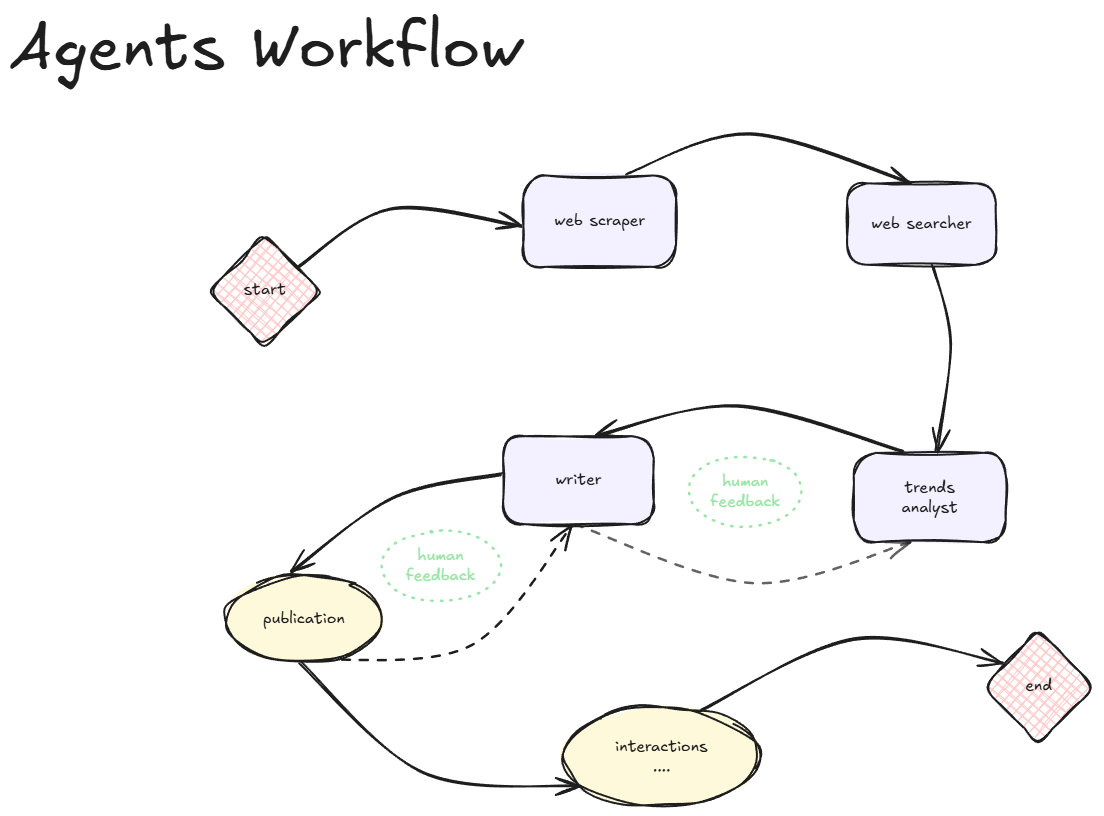 Agents Workflow
web scraper
web searcher
start
writer
human
feedback
trends
analyst
human
feedback
publication
end
interactions
....